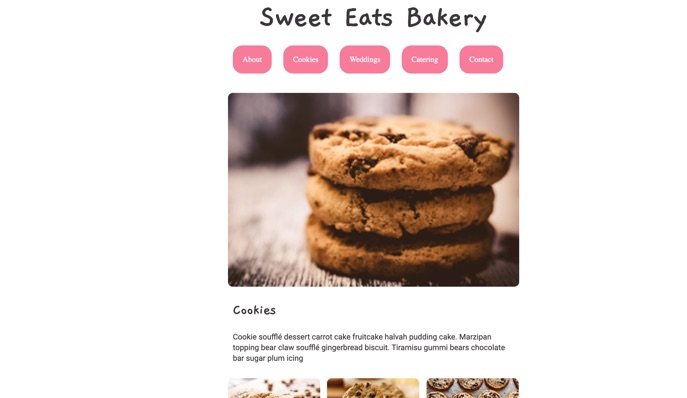 Sweet Eats Bakery
About
Cookies
Weddings
Catering
Contact
Cookies
Cookie soufflé dessert carrot cake fruitcake halvah pudding cake. Marzipan
topping bear claw soufflé gingerbread biscuit. Tiramisu gummi bears chocolate
bar sugar plum icing